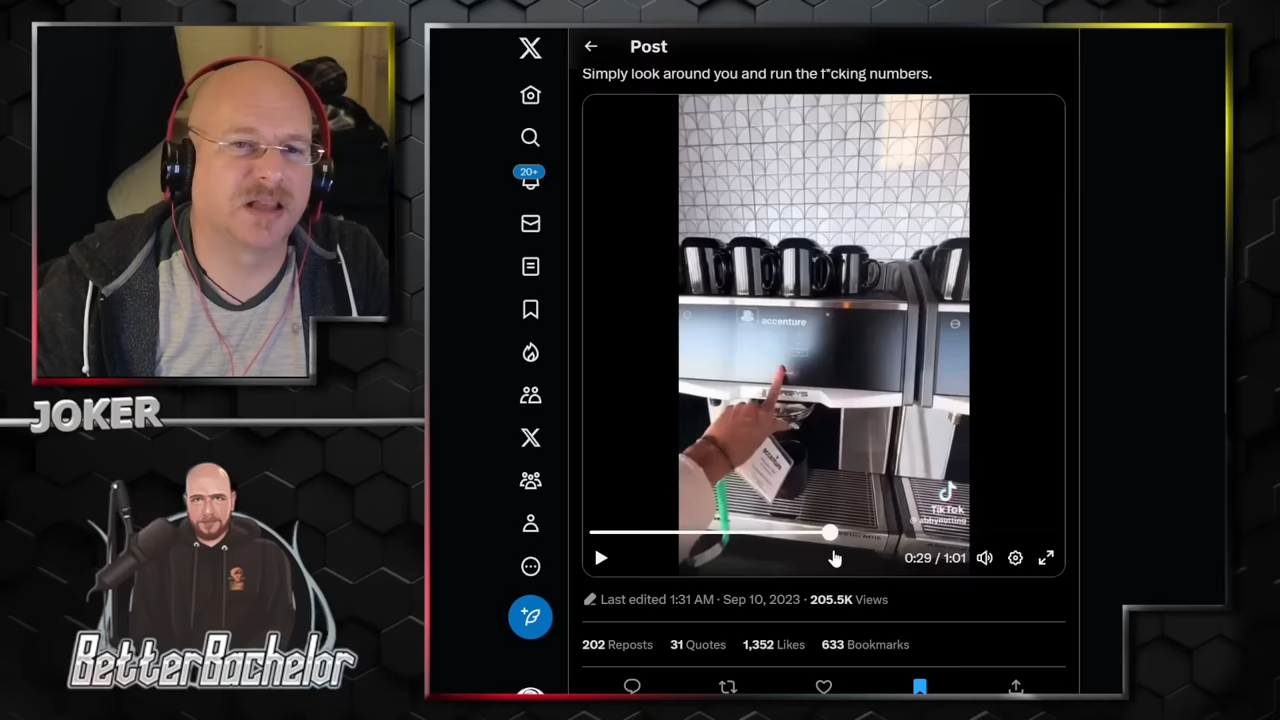 Post
Simply look around you and run the f*cking numbers.
20+
accenture
TikTok
0:29 / 1:01
Last edited 1:31 AM · Sep 10, 2023 · 205.5K Views
202 Reposts 31 Quotes 1,352 Likes 633 Bookmarks
JOKER
BetterBachelor